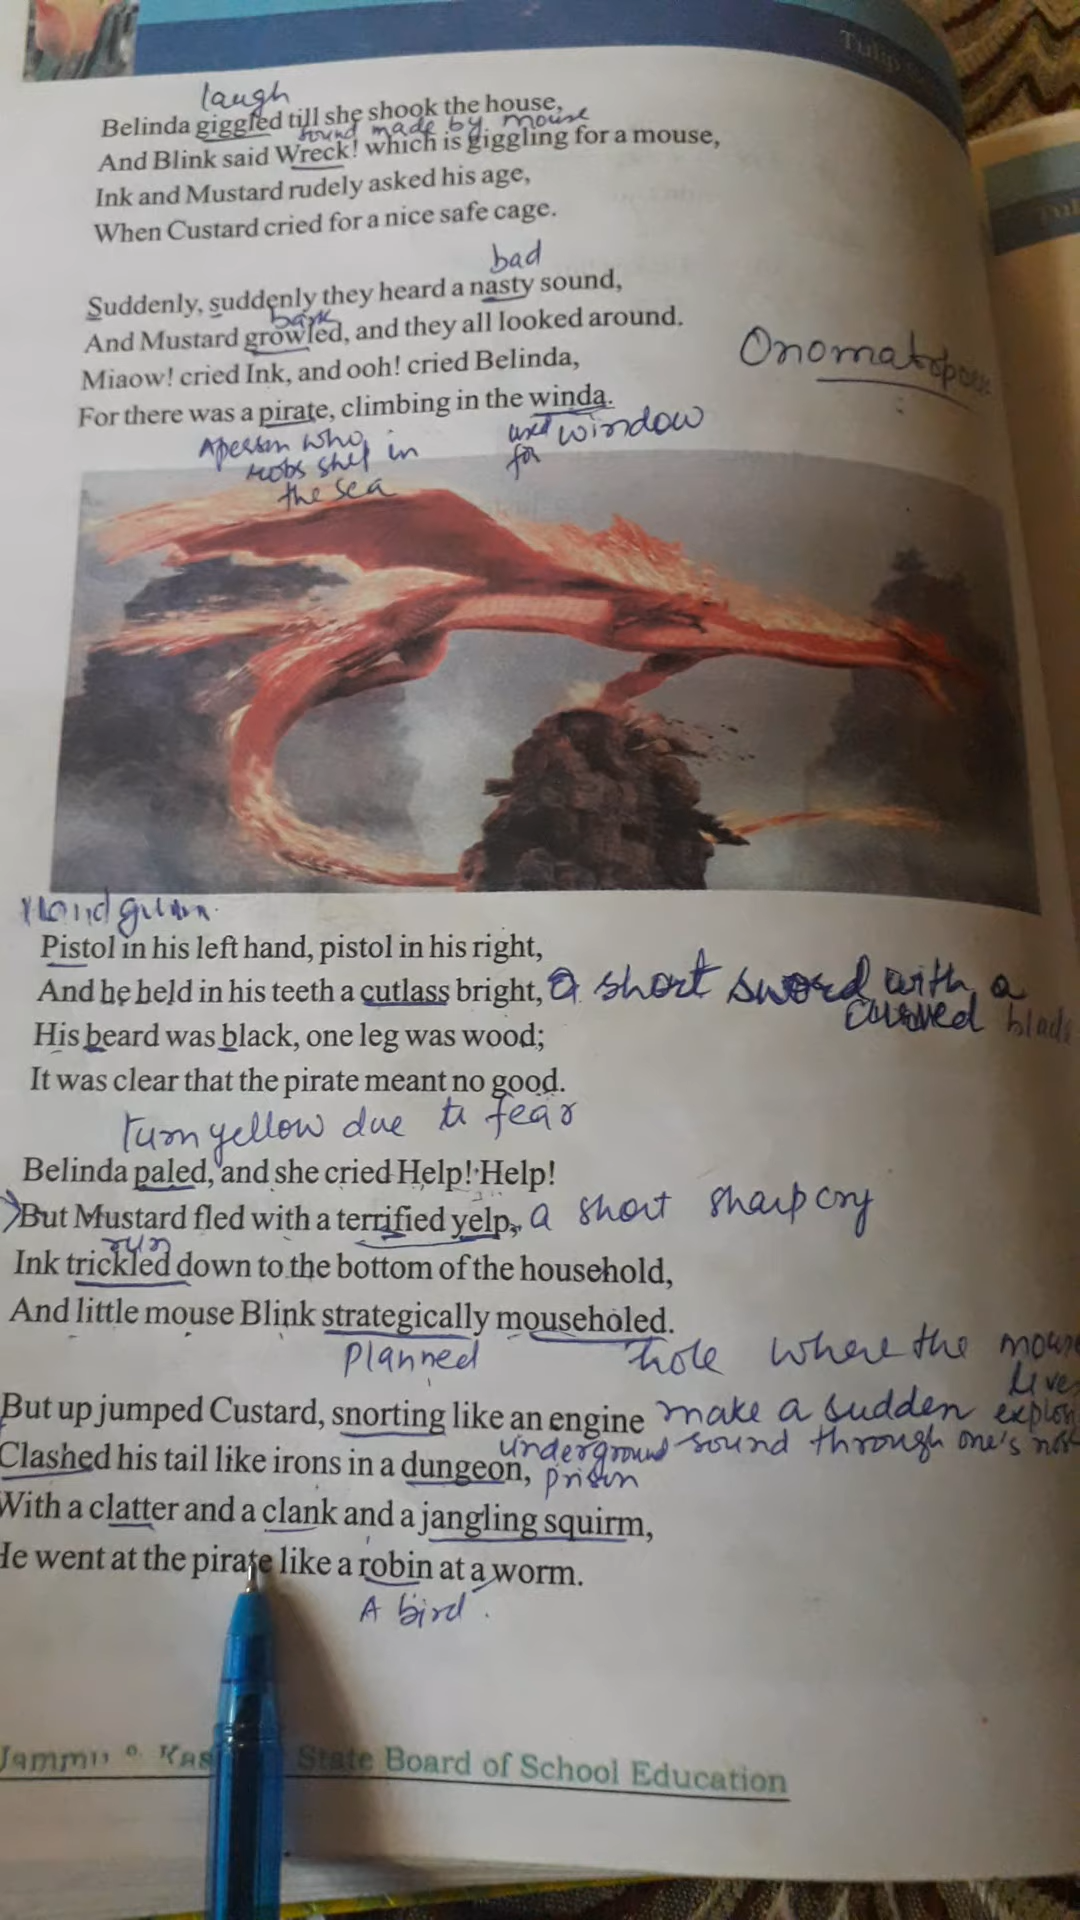 Tulip
laugh
Belinda giggled till she shook the house,
sound made by mouse
And Blink said Wreck! which is giggling for a mouse,
Ink and Mustard rudely asked his age,
When Custard cried for a nice safe cage.
bad
Suddenly, suddenly they heard a nasty sound,
bark
And Mustard growled, and they all looked around.
Miaow! cried Ink, and ooh! cried Belinda,
For there was a pirate, climbing in the winda.
A person who
robs ship in
the sea
used window
for
Pistol in his left hand, pistol in his right,
And he held in his teeth a cutlass bright, a short sword with a
curved blade
His beard was black, one leg was wood;
It was clear that the pirate meant no good.
turn yellow due to fear
Belinda paled, and she cried Help! Help!
But Mustard fled with a terrified yelp, a short sharp cry
run
Ink trickled down to the bottom of the household,
And little mouse Blink strategically mouseholed.
Planned
hole where the
But up jumped Custard, snorting like an engine make a sudden
underground sound through one's
Clashed his tail like irons in a dungeon, prison
With a clatter and a clank and a jangling squirm,
He went at the pirate like a robin at a worm.
A bird.
State Board of School Education